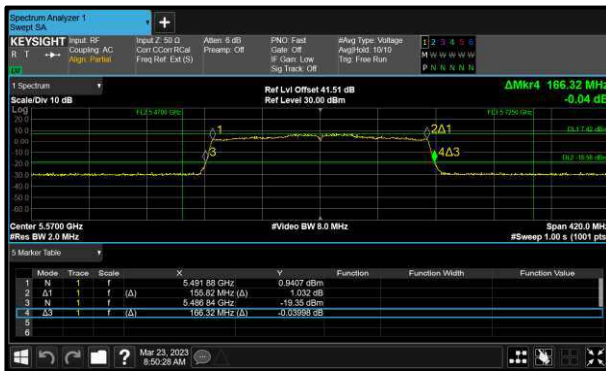 Spectrum Analyzer 1
Swept SA
+
KEYSIGHT Input: RF Input Z: 50 Ω Atten: 6 dB PNO: Fast #Avg Type: Voltage 1 2 3 4 5 6
R T Coupling: AC Corr CCorr RCal Preamp: Off Gate: Off Avg|Hold: 10/10 M W W W W W
Align: Partial Freq Ref: Ext (S) IF Gain: Low Trig: Free Run P N N N N N
Sig Track: Off
1 Spectrum Ref Lvl Offset 41.51 dB ΔMkr4 166.32 MHz
Scale/Div 10 dB Ref Level 30.00 dBm -0.04 dB
Log
20.0 FL2 5.4700 GHz
10.0 1 2Δ1 DL1 7.42 dBm
0.00
-10.0 3 4Δ3
-20.0
-30.0
-40.0
-50.0
-60.0
Center 5.5700 GHz #Video BW 8.0 MHz Span 420.0 MHz
#Res BW 2.0 MHz #Sweep 1.00 s (1001 pts)
5 Marker Table
Mode Trace Scale X Y Function Function Width Function Value
1 N 1 f 5.491 88 GHz 0.9407 dBm
2 Δ1 1 f (Δ) 155.82 MHz (Δ) 1.032 dB
3 N 1 f 5.486 84 GHz -19.35 dBm
4 Δ3 1 f (Δ) 166.32 MHz (Δ) -0.03998 dB
5
6
? Mar 23, 2023
8:50:28 AM